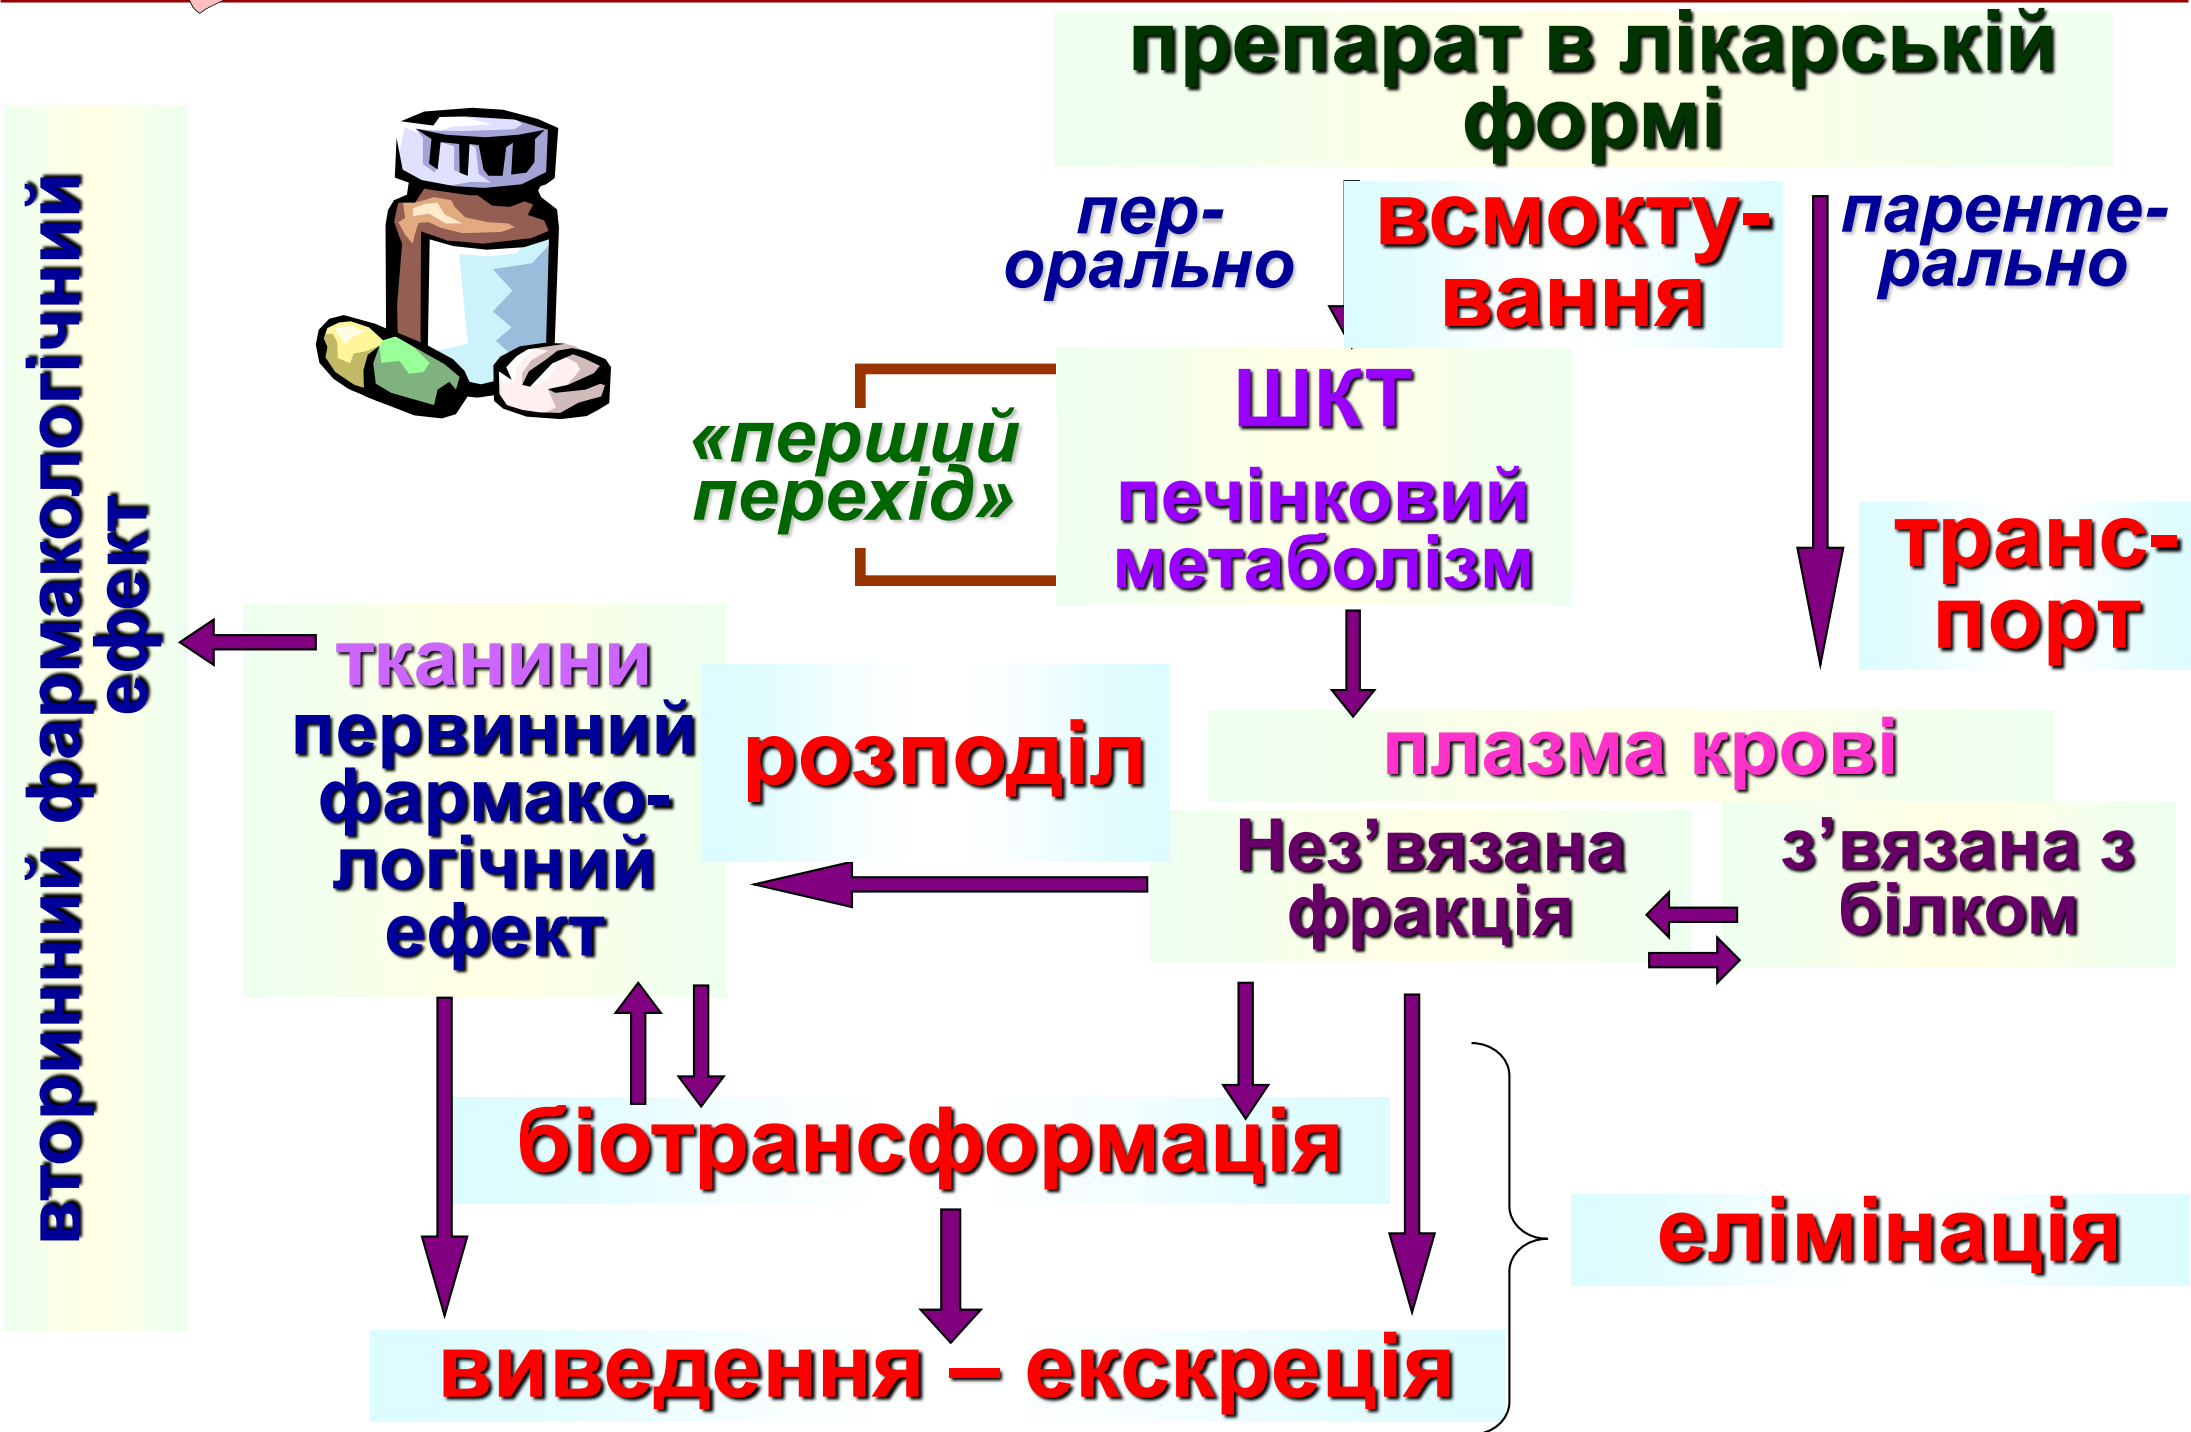 препарат в лікарській
формі
пер-
орально
всмокту-
вання
паренте-
рально
ШКТ
«перший
перехід»
печінковий
метаболізм
транс-
порт
вторинний фармакологічний
ефект
тканини
первинний
фармако-
логічний
ефект
розподіл
плазма крові
Нез’вязана
фракція
з’вязана з
білком
біотрансформація
елімінація
виведення – екскреція